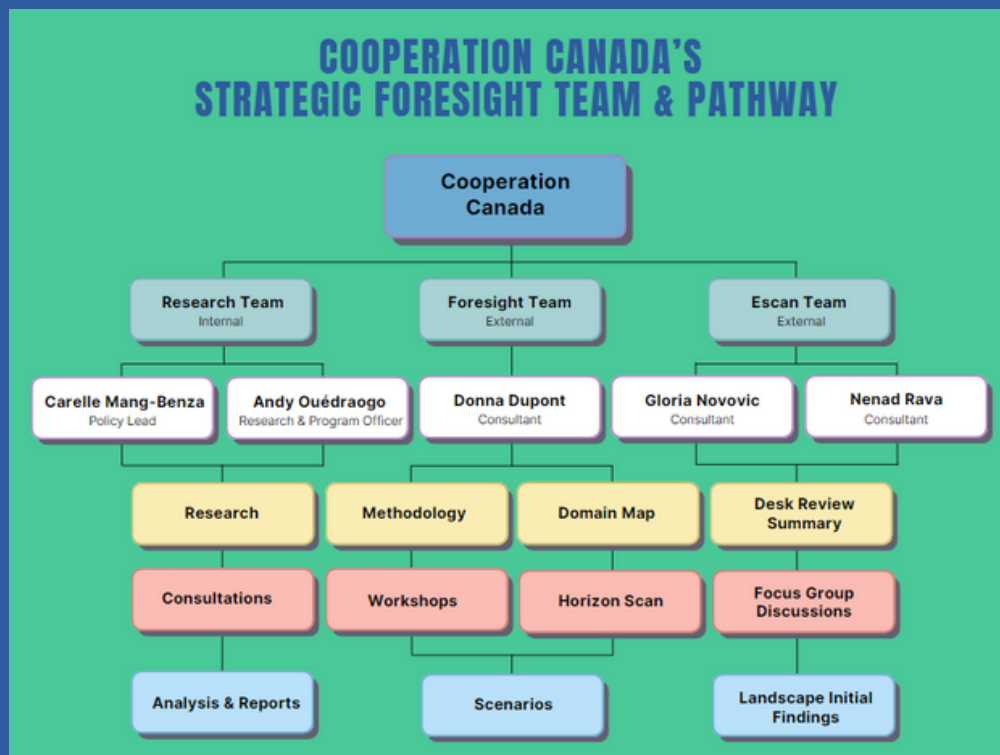 COOPERATION CANADA'S
STRATEGIC FORESIGHT TEAM & PATHWAY
Cooperation
Canada
Research Team
Internal
Foresight Team
External
Escan Team
External
Carelle Mang-Benza
Policy Lead
Andy Ouédraogo
Research & Program Officer
Donna Dupont
Consultant
Gloria Novovic
Consultant
Nenad Rava
Consultant
Research
Methodology
Domain Map
Desk Review
Summary
Consultations
Workshops
Horizon Scan
Focus Group
Discussions
Analysis & Reports
Scenarios
Landscape Initial
Findings